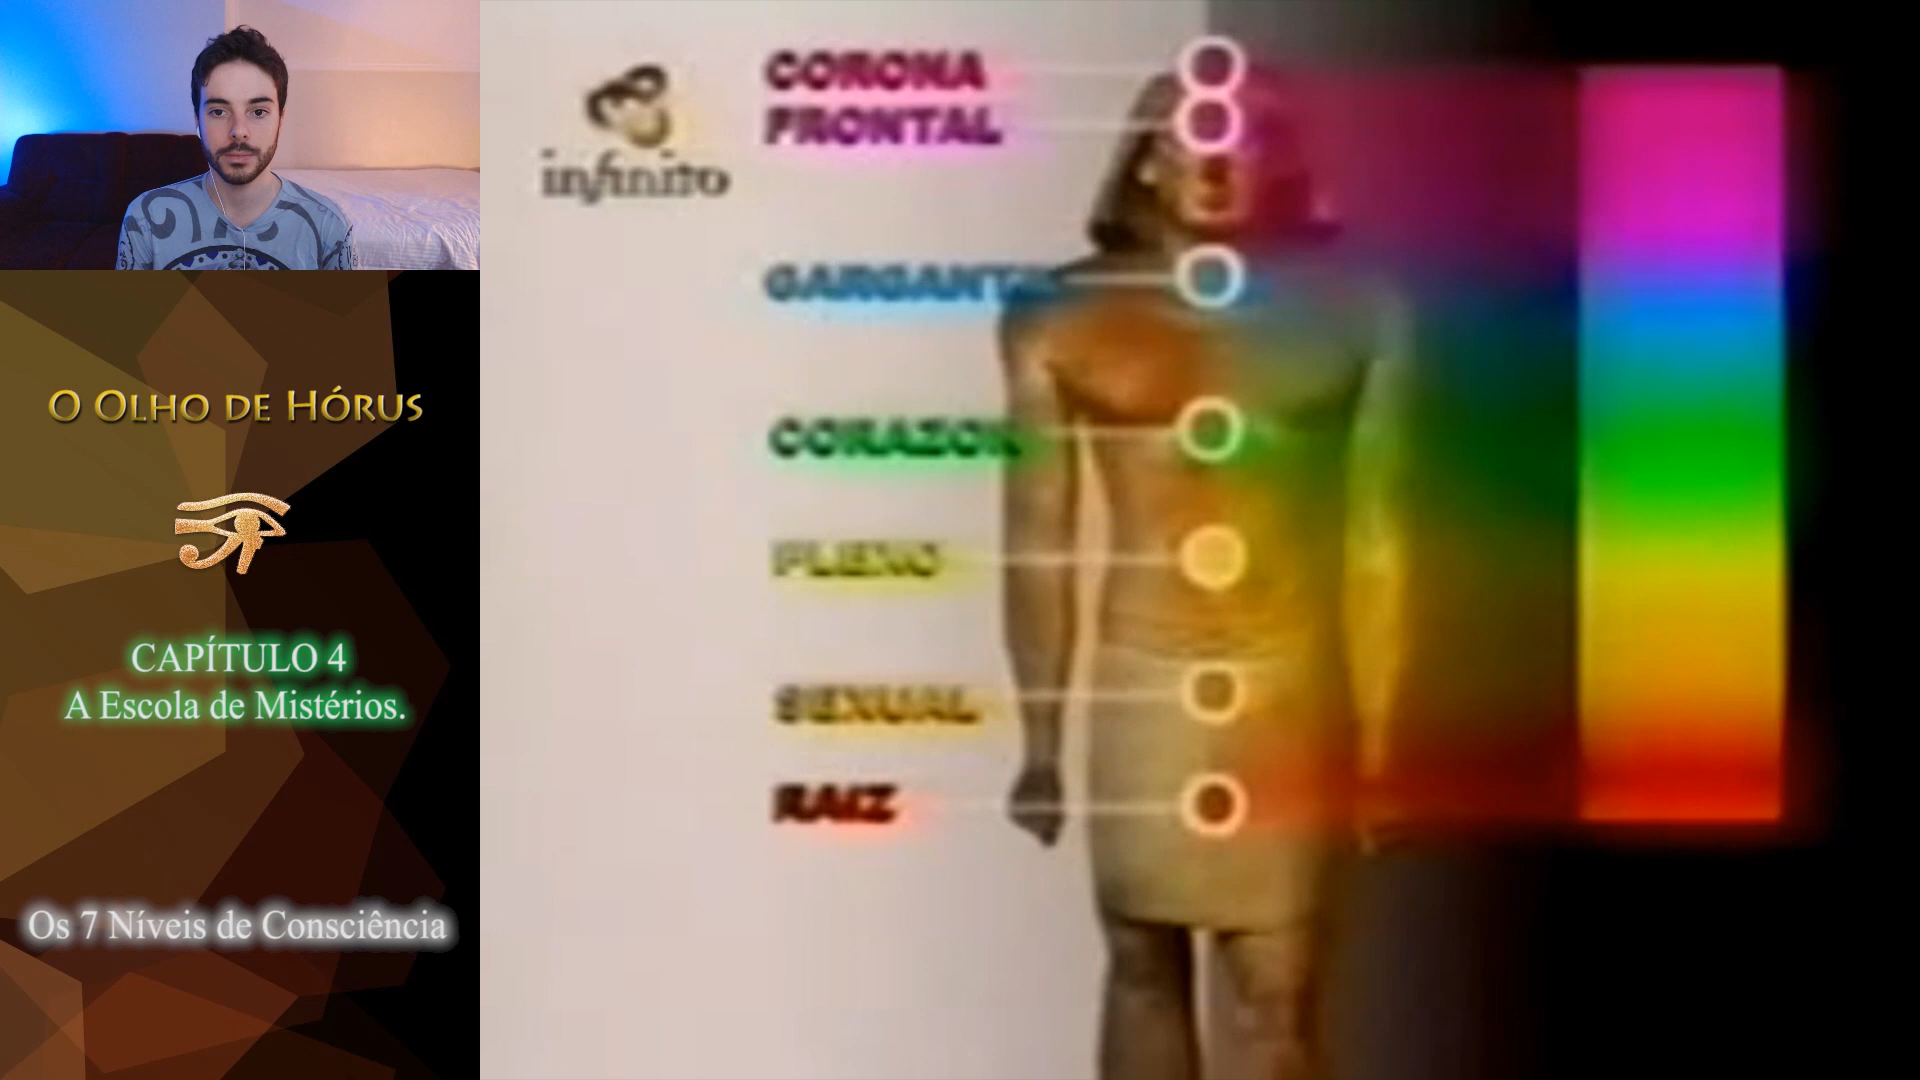 O OLHO DE HÓRUS
CAPÍTULO 4
A Escola de Mistérios.
Os 7 Níveis de Consciência
infinito
CORONA
FRONTAL
GARGANTA
CORAZON
PLEXO
SEXUAL
RAIZ